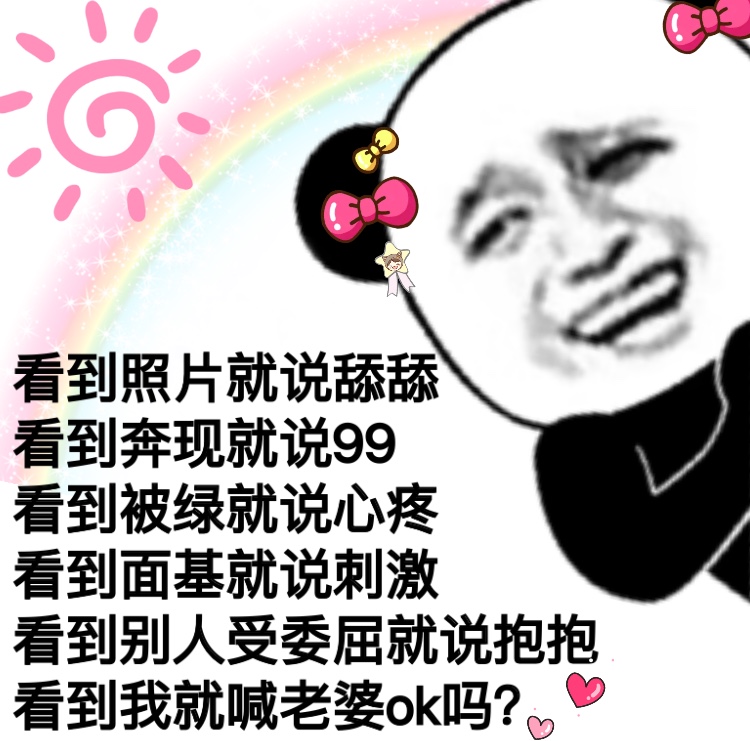 看到照片就说舔舔
看到奔现就说99
看到被绿就说心疼
看到面基就说刺激
看到别人受委屈就说抱抱
看到我就喊老婆ok吗？